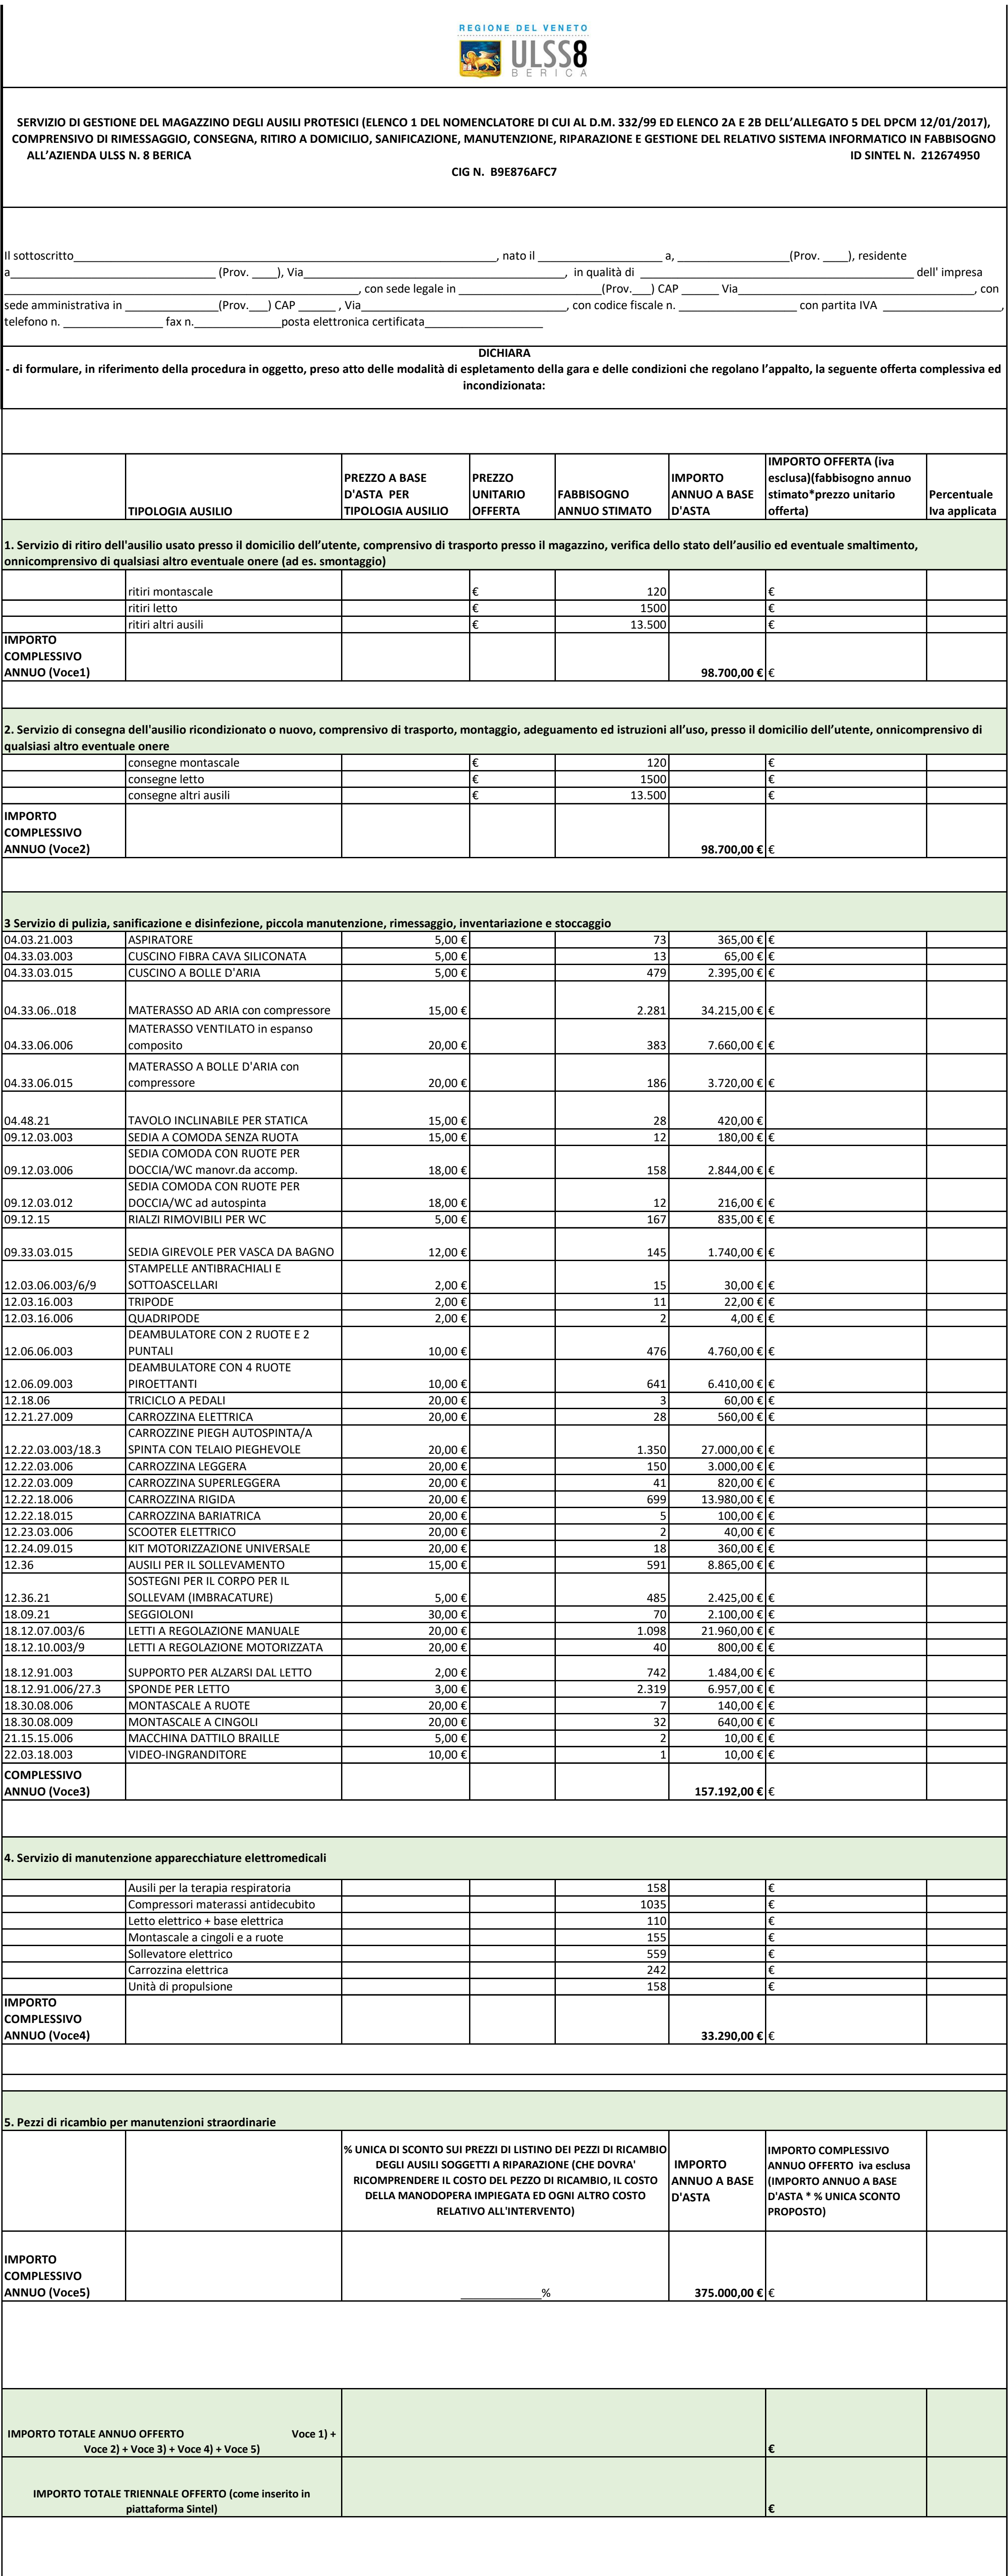 REGIONE DEL VENETO
ULSS8
BERICA
SERVIZIO DI GESTIONE DEL MAGAZZINO DEGLI AUSILI PROTESICI (ELENCO 1 DEL NOMENCLATORE DI CUI AL D.M. 332/99 ED ELENCO 2A E 2B DELL'ALLEGATO 5 DEL DPCM 12/01/2017),
COMPRENSIVO DI RIMESSAGGIO, CONSEGNA, RITIRO A DOMICILIO, SANIFICAZIONE, MANUTENZIONE, RIPARAZIONE E GESTIONE DEL RELATIVO SISTEMA INFORMATICO IN FABBISOGNO
ALL'AZIENDA ULSS N. 8 BERICA ID SINTEL N. 212674950
CIG N. B9E876AFC7
Il sottoscritto____________________, nato il ____________________ a, __________________(Prov. ____), residente
a____________________ (Prov. ____), Via____________________, in qualità di ____________________ dell' impresa
____________________, con sede legale in ____________________(Prov.___) CAP ______ Via____________________, con
sede amministrativa in _______________(Prov.___) CAP ______ , Via____________________, con codice fiscale n. ___________________ con partita IVA ___________________,
telefono n. ________________ fax n.______________posta elettronica certificata___________________
DICHIARA
- di formulare, in riferimento della procedura in oggetto, preso atto delle modalità di espletamento della gara e delle condizioni che regolano l'appalto, la seguente offerta complessiva ed
incondizionata:
TIPOLOGIA AUSILIO PREZZO A BASE D'ASTA PER TIPOLOGIA AUSILIO PREZZO UNITARIO OFFERTA FABBISOGNO ANNUO STIMATO IMPORTO ANNUO A BASE D'ASTA IMPORTO OFFERTA (iva esclusa)(fabbisogno annuo stimato*prezzo unitario offerta) Percentuale Iva applicata
1. Servizio di ritiro dell'ausilio usato presso il domicilio dell'utente, comprensivo di trasporto presso il magazzino, verifica dello stato dell'ausilio ed eventuale smaltimento,
onnicomprensivo di qualsiasi altro eventuale onere (ad es. smontaggio)
ritiri montascale € 120 €
ritiri letto € 1500 €
ritiri altri ausili € 13.500 €
IMPORTO
COMPLESSIVO
ANNUO (Voce1) 98.700,00 € €
2. Servizio di consegna dell'ausilio ricondizionato o nuovo, comprensivo di trasporto, montaggio, adeguamento ed istruzioni all'uso, presso il domicilio dell'utente, onnicomprensivo di
qualsiasi altro eventuale onere
consegne montascale € 120 €
consegne letto € 1500 €
consegne altri ausili € 13.500 €
IMPORTO
COMPLESSIVO
ANNUO (Voce2) 98.700,00 € €
3 Servizio di pulizia, sanificazione e disinfezione, piccola manutenzione, rimessaggio, inventariazione e stoccaggio
04.03.21.003 ASPIRATORE 5,00 € 73 365,00 € €
04.33.03.003 CUSCINO FIBRA CAVA SILICONATA 5,00 € 13 65,00 € €
04.33.03.015 CUSCINO A BOLLE D'ARIA 5,00 € 479 2.395,00 € €
04.33.06..018 MATERASSO AD ARIA con compressore 15,00 € 2.281 34.215,00 € €
MATERASSO VENTILATO in espanso
04.33.06.006 composito 20,00 € 383 7.660,00 € €
MATERASSO A BOLLE D'ARIA con
04.33.06.015 compressore 20,00 € 186 3.720,00 € €
04.48.21 TAVOLO INCLINABILE PER STATICA 15,00 € 28 420,00 €
09.12.03.003 SEDIA A COMODA SENZA RUOTA 15,00 € 12 180,00 € €
SEDIA COMODA CON RUOTE PER
09.12.03.006 DOCCIA/WC manovr.da accomp. 18,00 € 158 2.844,00 € €
SEDIA COMODA CON RUOTE PER
09.12.03.012 DOCCIA/WC ad autospinta 18,00 € 12 216,00 € €
09.12.15 RIALZI RIMOVIBILI PER WC 5,00 € 167 835,00 € €
09.33.03.015 SEDIA GIREVOLE PER VASCA DA BAGNO 12,00 € 145 1.740,00 € €
STAMPELLE ANTIBRACHIALI E
12.03.06.003/6/9 SOTTOASCELLARI 2,00 € 15 30,00 € €
12.03.16.003 TRIPODE 2,00 € 11 22,00 € €
12.03.16.006 QUADRIPODE 2,00 € 2 4,00 € €
DEAMBULATORE CON 2 RUOTE E 2
12.06.06.003 PUNTALI 10,00 € 476 4.760,00 € €
DEAMBULATORE CON 4 RUOTE
12.06.09.003 PIROETTANTI 10,00 € 641 6.410,00 € €
12.18.06 TRICICLO A PEDALI 20,00 € 3 60,00 € €
12.21.27.009 CARROZZINA ELETTRICA 20,00 € 28 560,00 € €
CARROZZINE PIEGH AUTOSPINTA/A
12.22.03.003/18.3 SPINTA CON TELAIO PIEGHEVOLE 20,00 € 1.350 27.000,00 € €
12.22.03.006 CARROZZINA LEGGERA 20,00 € 150 3.000,00 € €
12.22.03.009 CARROZZINA SUPERLEGGERA 20,00 € 41 820,00 € €
12.22.18.006 CARROZZINA RIGIDA 20,00 € 699 13.980,00 € €
12.22.18.015 CARROZZINA BARIATRICA 20,00 € 5 100,00 € €
12.23.03.006 SCOOTER ELETTRICO 20,00 € 2 40,00 € €
12.24.09.015 KIT MOTORIZZAZIONE UNIVERSALE 20,00 € 18 360,00 € €
12.36 AUSILI PER IL SOLLEVAMENTO 15,00 € 591 8.865,00 € €
SOSTEGNI PER IL CORPO PER IL
12.36.21 SOLLEVAM (IMBRACATURE) 5,00 € 485 2.425,00 € €
18.09.21 SEGGIOLONI 30,00 € 70 2.100,00 € €
18.12.07.003/6 LETTI A REGOLAZIONE MANUALE 20,00 € 1.098 21.960,00 € €
18.12.10.003/9 LETTI A REGOLAZIONE MOTORIZZATA 20,00 € 40 800,00 € €
18.12.91.003 SUPPORTO PER ALZARSI DAL LETTO 2,00 € 742 1.484,00 € €
18.12.91.006/27.3 SPONDE PER LETTO 3,00 € 2.319 6.957,00 € €
18.30.08.006 MONTASCALE A RUOTE 20,00 € 7 140,00 € €
18.30.08.009 MONTASCALE A CINGOLI 20,00 € 32 640,00 € €
21.15.15.006 MACCHINA DATTILO BRAILLE 5,00 € 2 10,00 € €
22.03.18.003 VIDEO-INGRANDITORE 10,00 € 1 10,00 € €
COMPLESSIVO
ANNUO (Voce3) 157.192,00 € €
4. Servizio di manutenzione apparecchiature elettromedicali
Ausili per la terapia respiratoria 158 €
Compressori materassi antidecubito 1035 €
Letto elettrico + base elettrica 110 €
Montascale a cingoli e a ruote 155 €
Sollevatore elettrico 559 €
Carrozzina elettrica 242 €
Unità di propulsione 158 €
IMPORTO
COMPLESSIVO
ANNUO (Voce4) 33.290,00 € €
5. Pezzi di ricambio per manutenzioni straordinarie
% UNICA DI SCONTO SUI PREZZI DI LISTINO DEI PEZZI DI RICAMBIO DEGLI AUSILI SOGGETTI A RIPARAZIONE (CHE DOVRA' RICOMPRENDERE IL COSTO DEL PEZZO DI RICAMBIO, IL COSTO DELLA MANODOPERA IMPIEGATA ED OGNI ALTRO COSTO RELATIVO ALL'INTERVENTO) IMPORTO ANNUO A BASE D'ASTA IMPORTO COMPLESSIVO ANNUO OFFERTO iva esclusa (IMPORTO ANNUO A BASE D'ASTA * % UNICA SCONTO PROPOSTO)
IMPORTO
COMPLESSIVO
ANNUO (Voce5) _____________% 375.000,00 € €
IMPORTO TOTALE ANNUO OFFERTO Voce 1) +
Voce 2) + Voce 3) + Voce 4) + Voce 5) €
IMPORTO TOTALE TRIENNALE OFFERTO (come inserito in
piattaforma Sintel) €